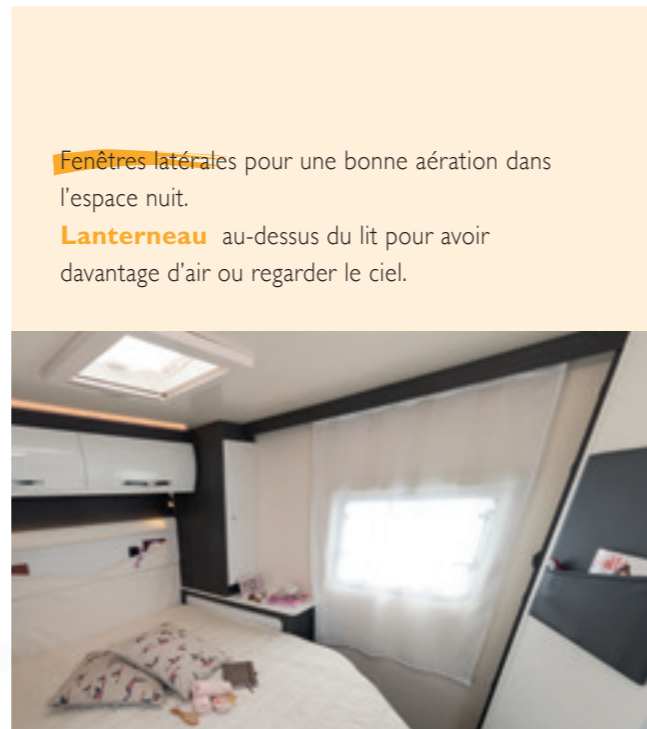 Fenêtres latérales pour une bonne aération dans
l’espace nuit.
Lanterneau au-dessus du lit pour avoir
davantage d’air ou regarder le ciel.